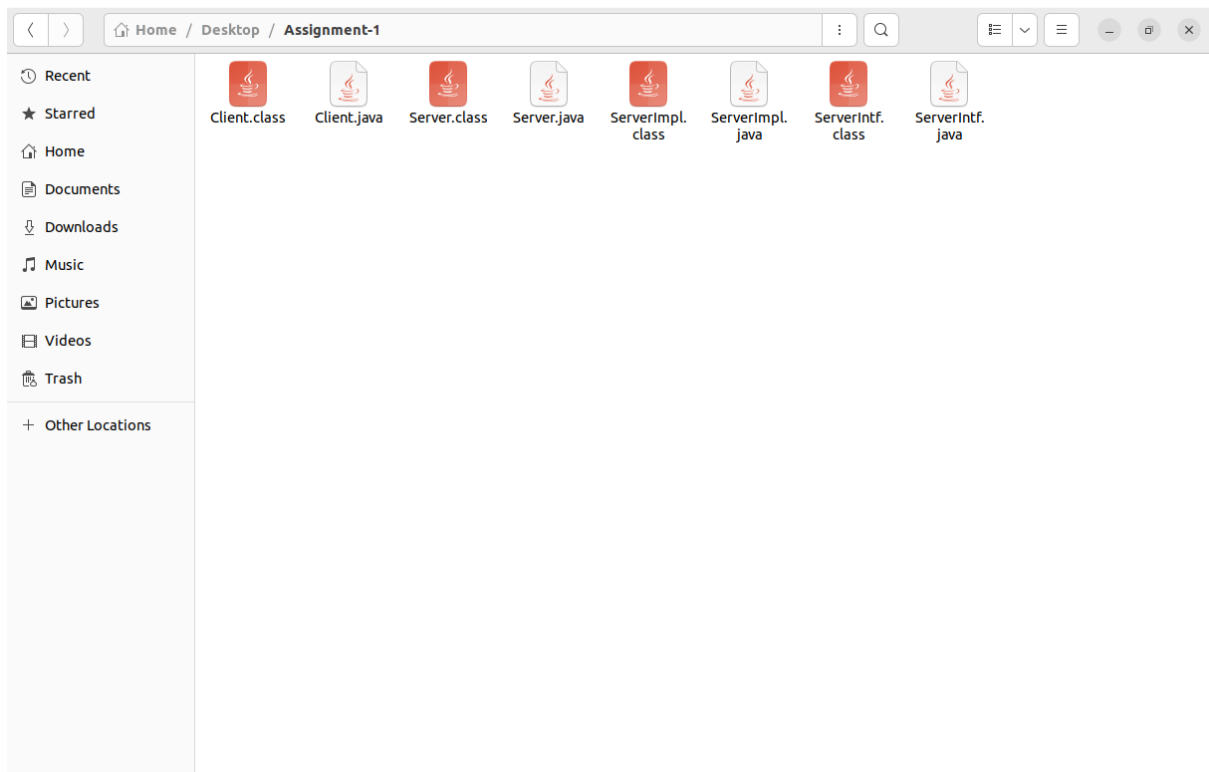 Home / Desktop / Assignment-1
Recent
Starred
Home
Documents
Downloads
Music
Pictures
Videos
Trash
Other Locations
Client.class Client.java Server.class Server.java ServerImpl. ServerImpl. ServerIntf. ServerIntf.
class java class java